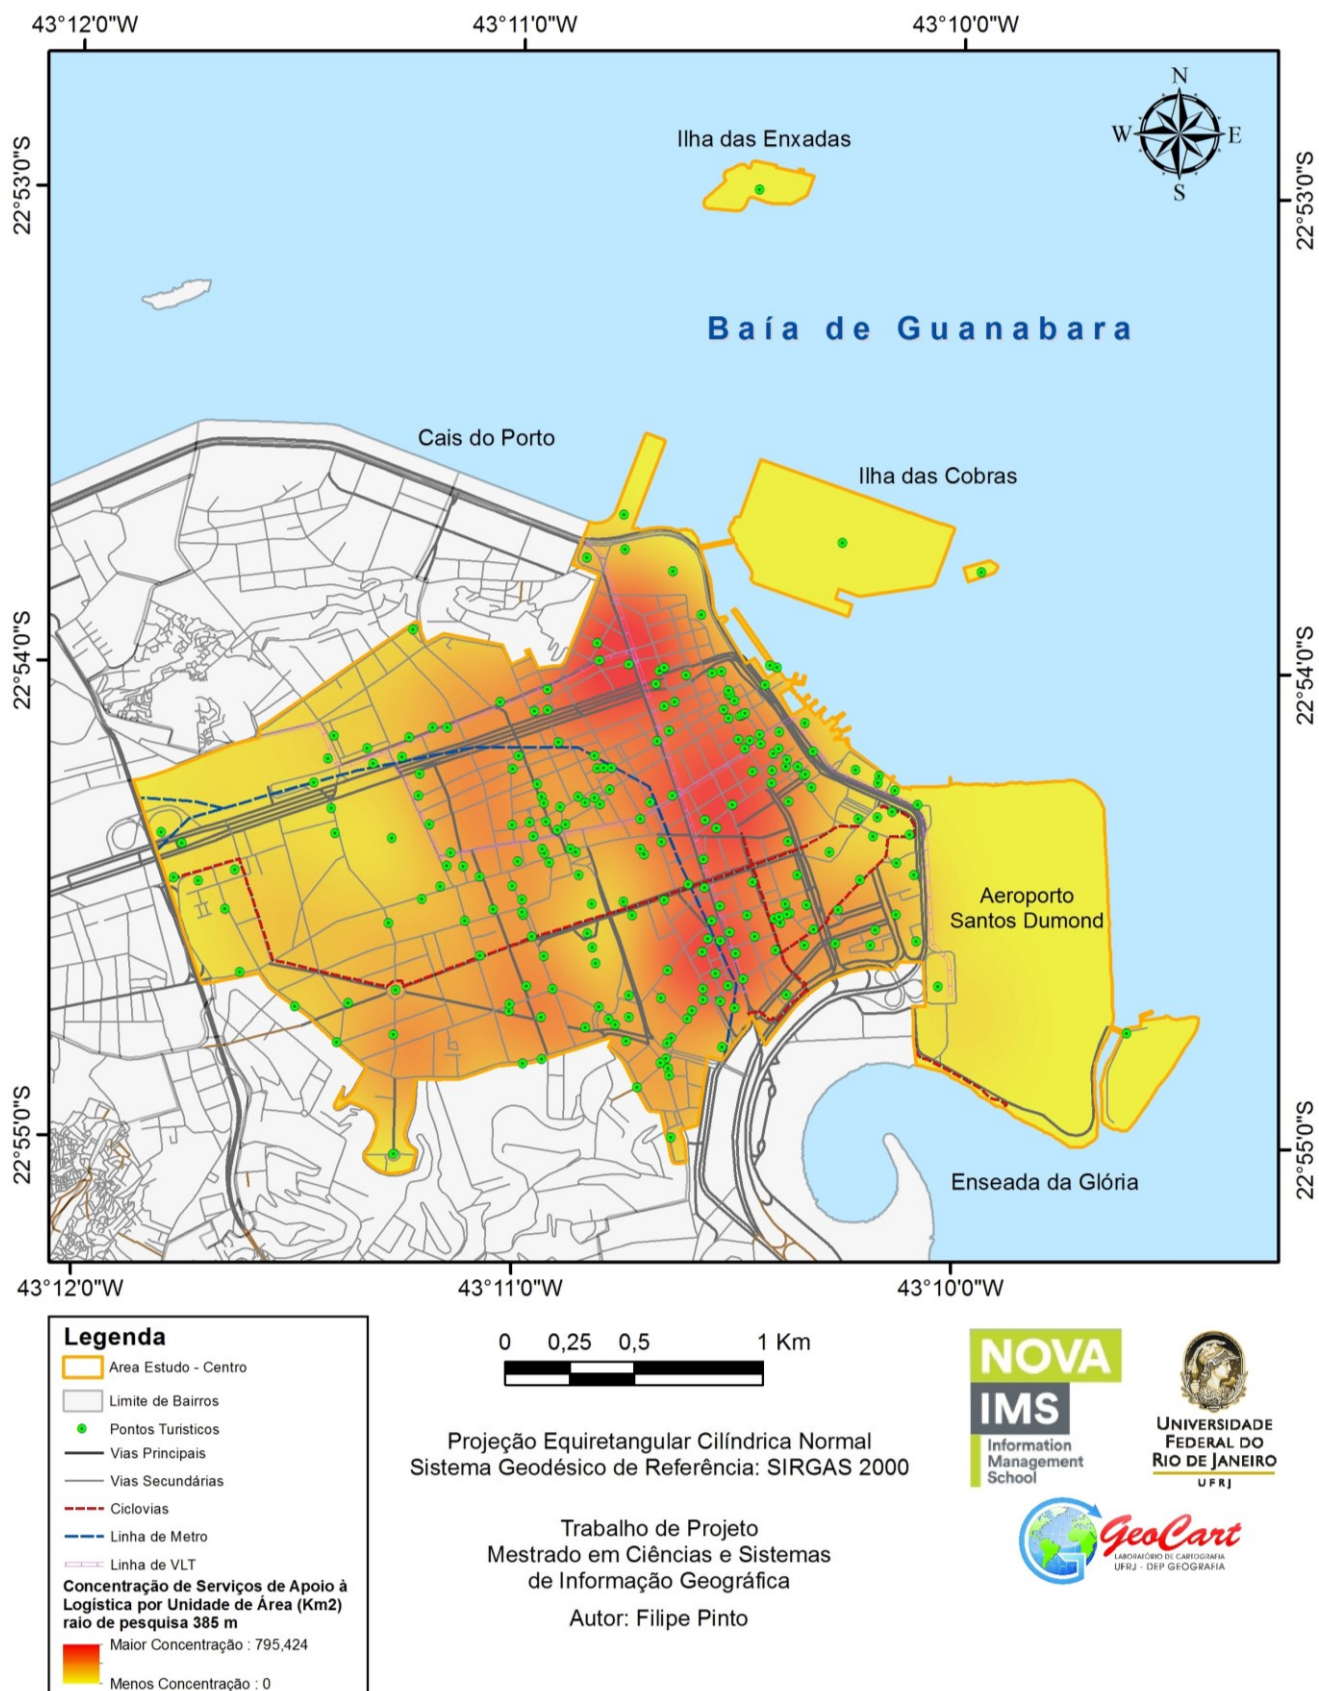 43°12'0"W
43°11'0"W
43°10'0"W
N
W
E
S
Ilha das Enxadas
22°53'0"S
22°53'0"S
Baía de Guanabara
Cais do Porto
Ilha das Cobras
22°54'0"S
22°54'0"S
Aeroporto
Santos Dumond
22°55'0"S
22°55'0"S
Enseada da Glória
43°12'0"W
43°11'0"W
43°10'0"W
Legenda
Area Estudo - Centro
Limite de Bairros
Pontos Turisticos
Vias Principais
Vias Secundárias
Ciclovias
Linha de Metro
Linha de VLT
Concentração de Serviços de Apoio à
Logística por Unidade de Área (Km2)
raio de pesquisa 385 m
Maior Concentração : 795,424
Menos Concentração : 0
0 0,25 0,5 1 Km
Projeção Equiretangular Cilíndrica Normal
Sistema Geodésico de Referência: SIRGAS 2000
Trabalho de Projeto
Mestrado em Ciências e Sistemas
de Informação Geográfica
Autor: Filipe Pinto
NOVA
IMS
Information
Management
School
UNIVERSIDADE
FEDERAL DO
RIO DE JANEIRO
UFRJ
GeoCart
LABORATÓRIO DE CARTOGRAFIA
UFRJ - DEP GEOGRAFIA